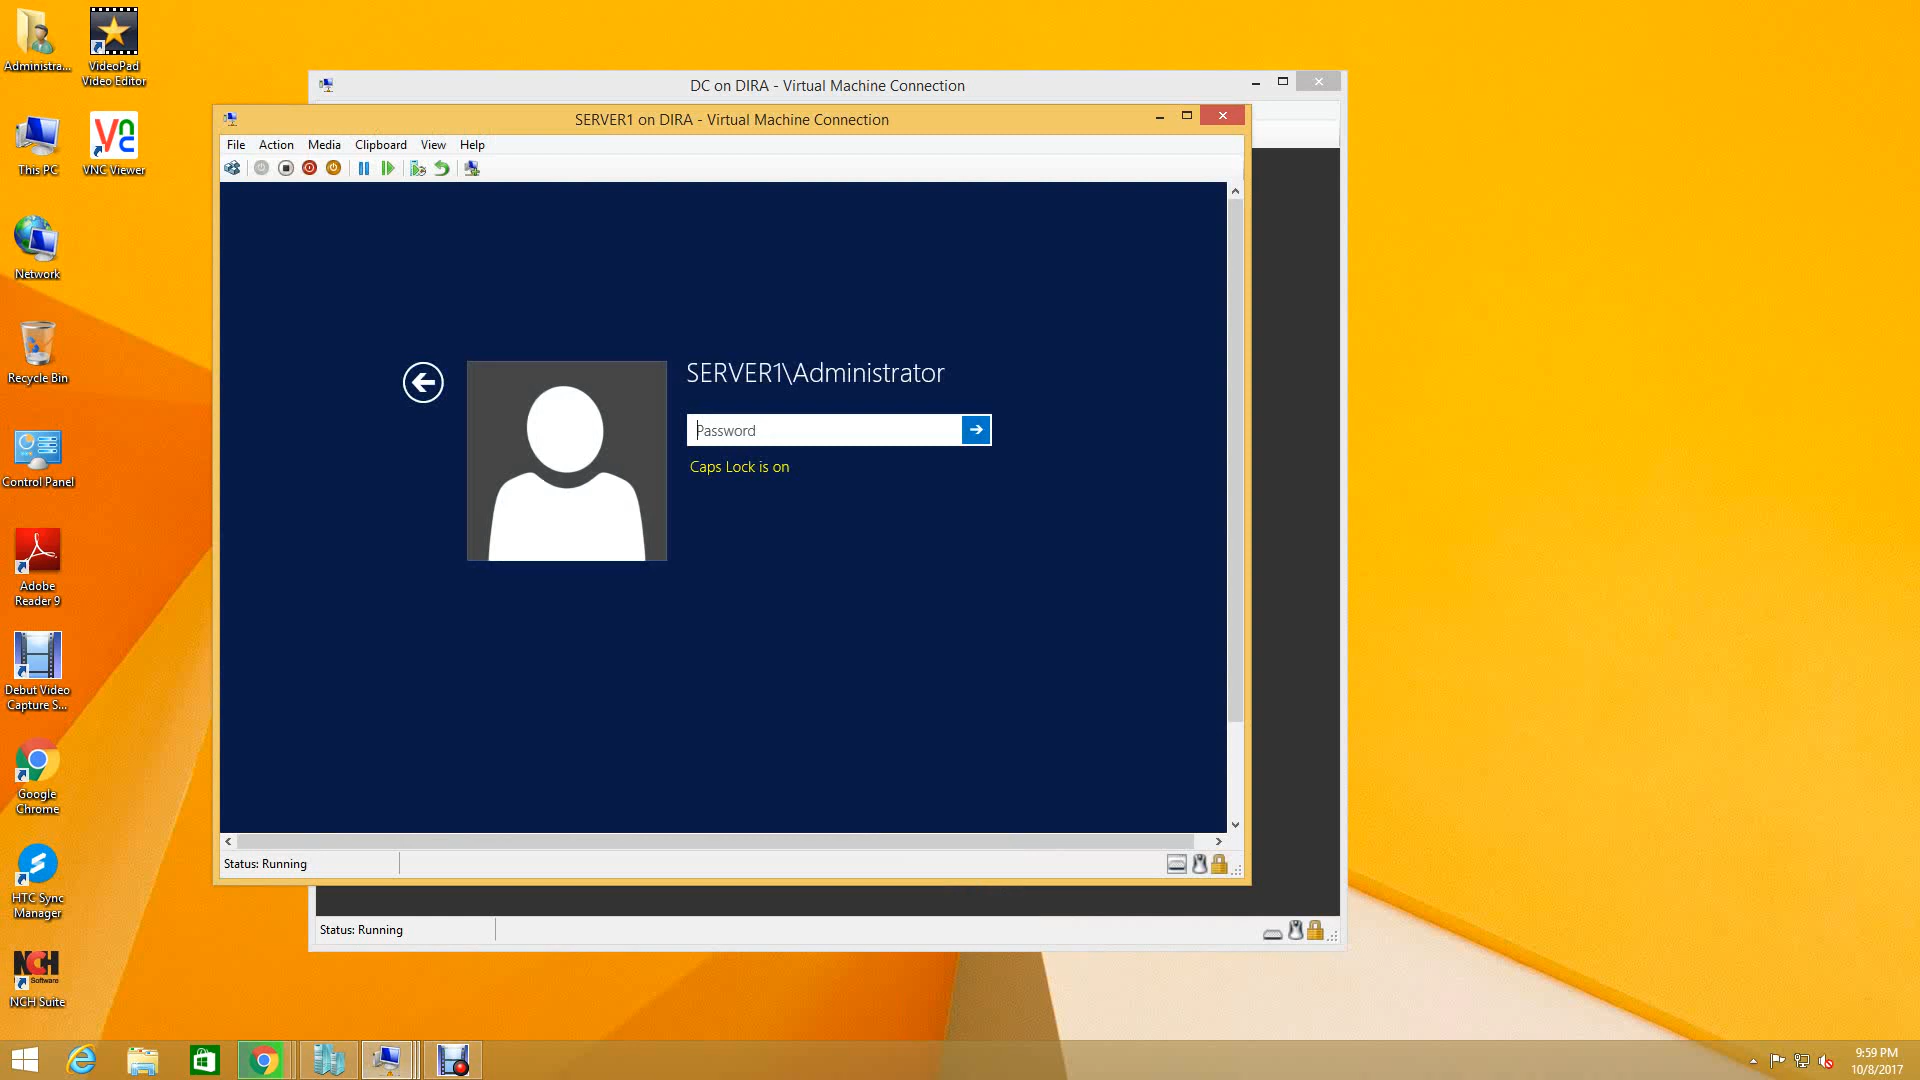 Administra...
VideoPad
Video Editor
This PC
VNC Viewer
Network
Recycle Bin
Control Panel
Adobe
Reader 9
Debut Video
Capture S...
Google
Chrome
HTC Sync
Manager
NCH Software
NCH Suite
DC on DIRA - Virtual Machine Connection
SERVER1 on DIRA - Virtual Machine Connection
File Action Media Clipboard View Help
SERVER1\Administrator
Password
Caps Lock is on
Status: Running
Status: Running
9:59 PM
10/8/2017